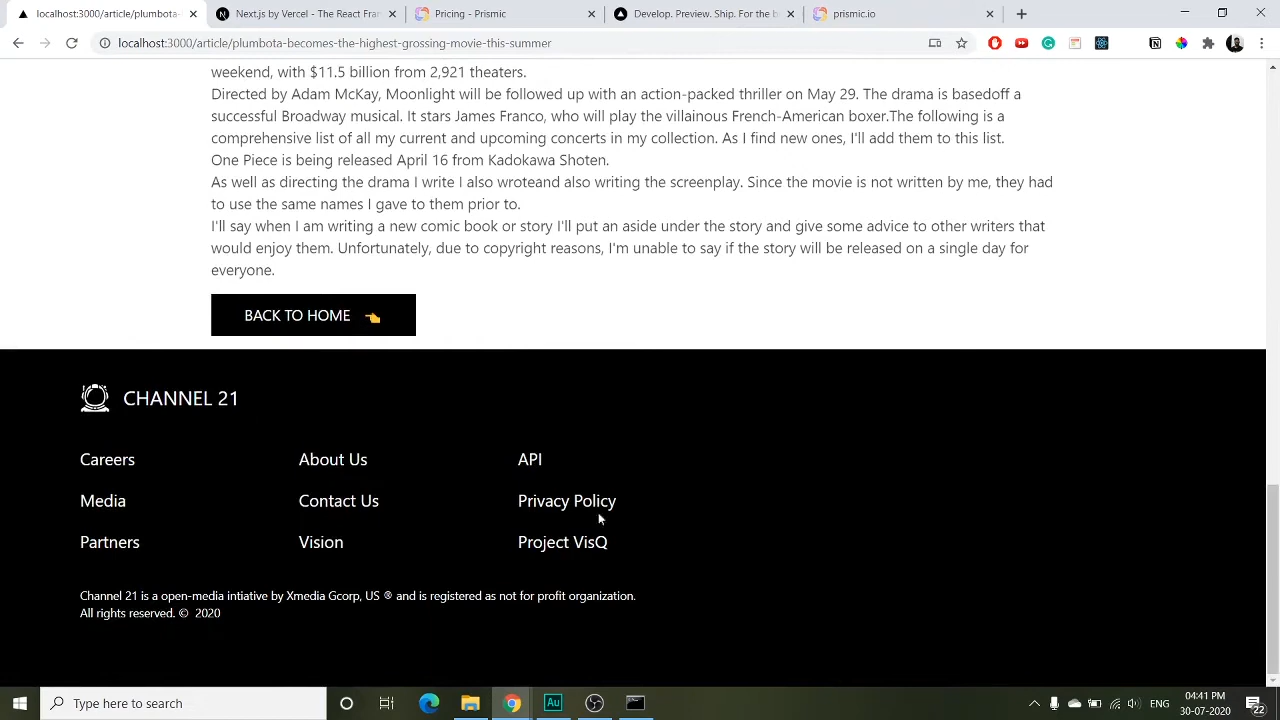 localhost:3000/article/plumbota-
Next.js by Vercel - The React Fra
Pricing - Prismic
Develop. Preview. Ship. For the b
prismic.io
localhost:3000/article/plumbota-becomes-the-highest-grossing-movie-this-summer
weekend, with $11.5 billion from 2,921 theaters.
Directed by Adam McKay, Moonlight will be followed up with an action-packed thriller on May 29. The drama is basedoff a
successful Broadway musical. It stars James Franco, who will play the villainous French-American boxer.The following is a
comprehensive list of all my current and upcoming concerts in my collection. As I find new ones, I'll add them to this list.
One Piece is being released April 16 from Kadokawa Shoten.
As well as directing the drama I write I also wroteand also writing the screenplay. Since the movie is not written by me, they had
to use the same names I gave to them prior to.
I'll say when I am writing a new comic book or story I'll put an aside under the story and give some advice to other writers that
would enjoy them. Unfortunately, due to copyright reasons, I'm unable to say if the story will be released on a single day for
everyone.
BACK TO HOME
CHANNEL 21
Careers About Us API
Media Contact Us Privacy Policy
Partners Vision Project VisQ
Channel 21 is a open-media intiative by Xmedia Gcorp, US ® and is registered as not for profit organization.
All rights reserved. © 2020
Type here to search
Au
ENG
04:41 PM
30-07-2020
22